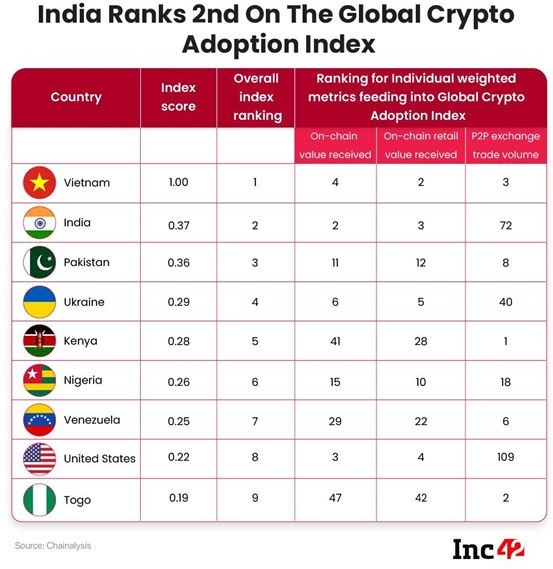 India Ranks 2nd On The Global Crypto
Adoption Index
Country
Index
score
Overall
index
ranking
Ranking for Individual weighted
metrics feeding into Global Crypto
Adoption Index
On-chain
value received
On-chain retail
value received
P2P exchange
trade volume
Vietnam 1.00 1 4 2 3
India 0.37 2 2 3 72
Pakistan 0.36 3 11 12 8
Ukraine 0.29 4 6 5 40
Kenya 0.28 5 41 28 1
Nigeria 0.26 6 15 10 18
Venezuela 0.25 7 29 22 6
United States 0.22 8 3 4 109
Togo 0.19 9 47 42 2
Source: Chainalysis
Inc42